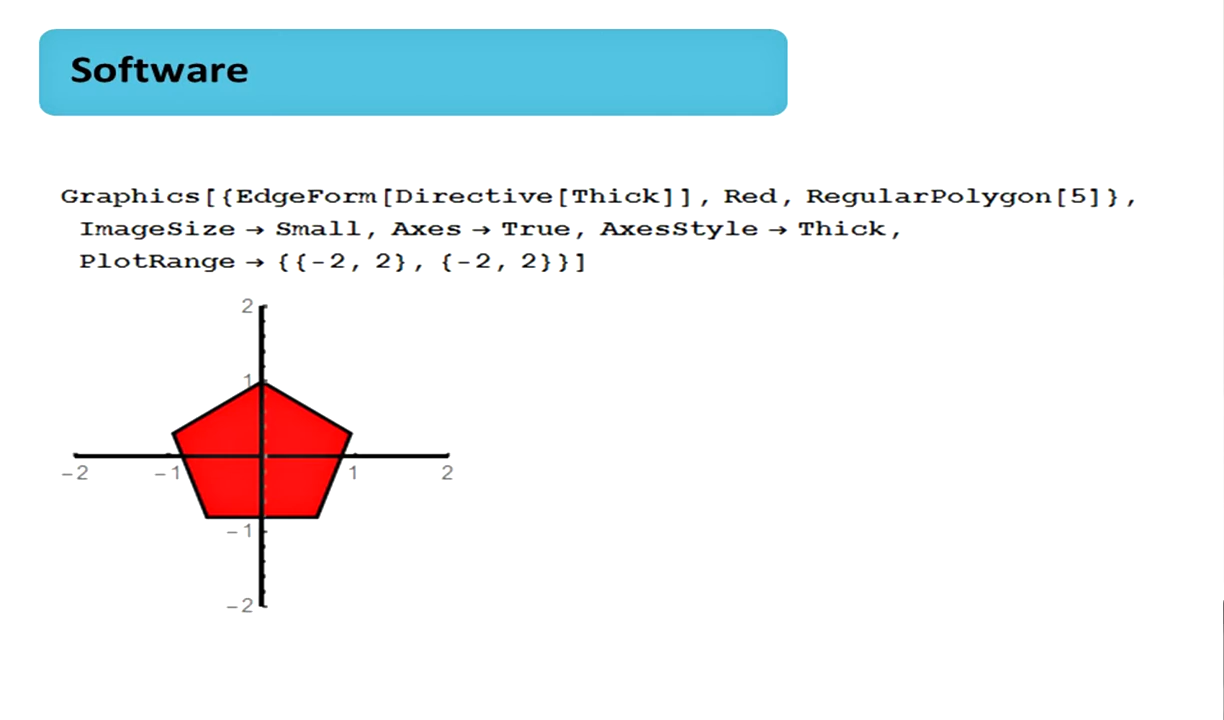 Software
Graphics[{EdgeForm[Directive[Thick]], Red, RegularPolygon[5]},
ImageSize → Small, Axes → True, AxesStyle → Thick,
PlotRange → {{-2, 2}, {-2, 2}}]
2
1
-2 -1 1 2
-1
-2